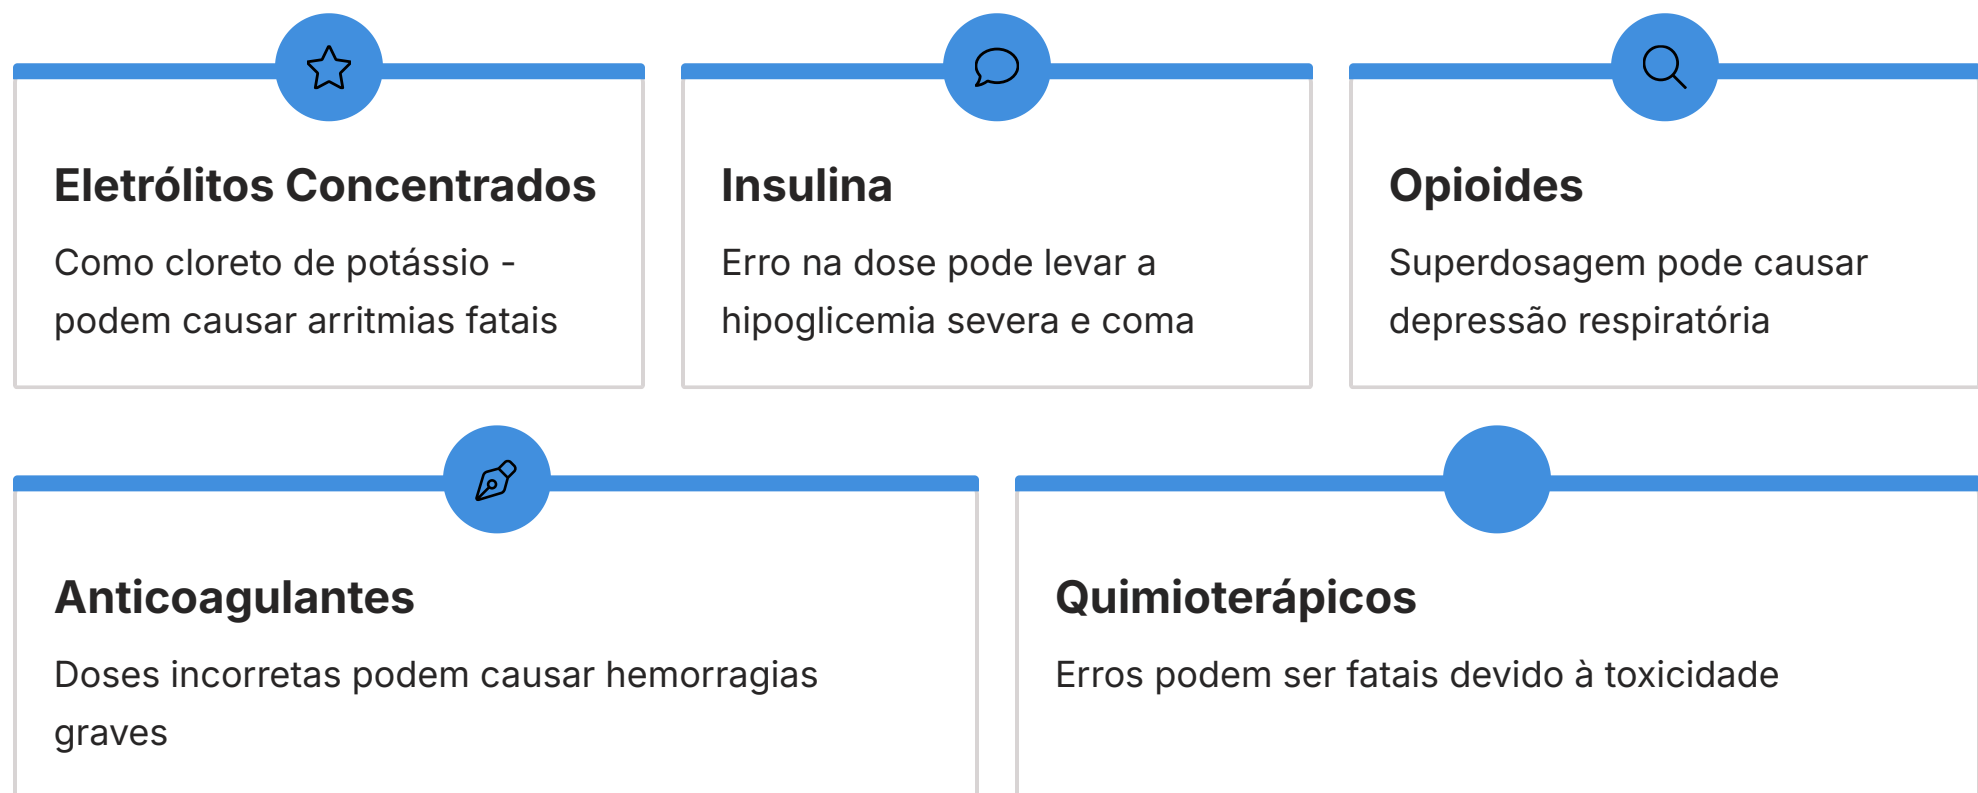 Eletrólitos Concentrados
Como cloreto de potássio -
podem causar arritmias fatais
Insulina
Erro na dose pode levar a
hipoglicemia severa e coma
Opioides
Superdosagem pode causar
depressão respiratória
Anticoagulantes
Doses incorretas podem causar hemorragias
graves
Quimioterápicos
Erros podem ser fatais devido à toxicidade